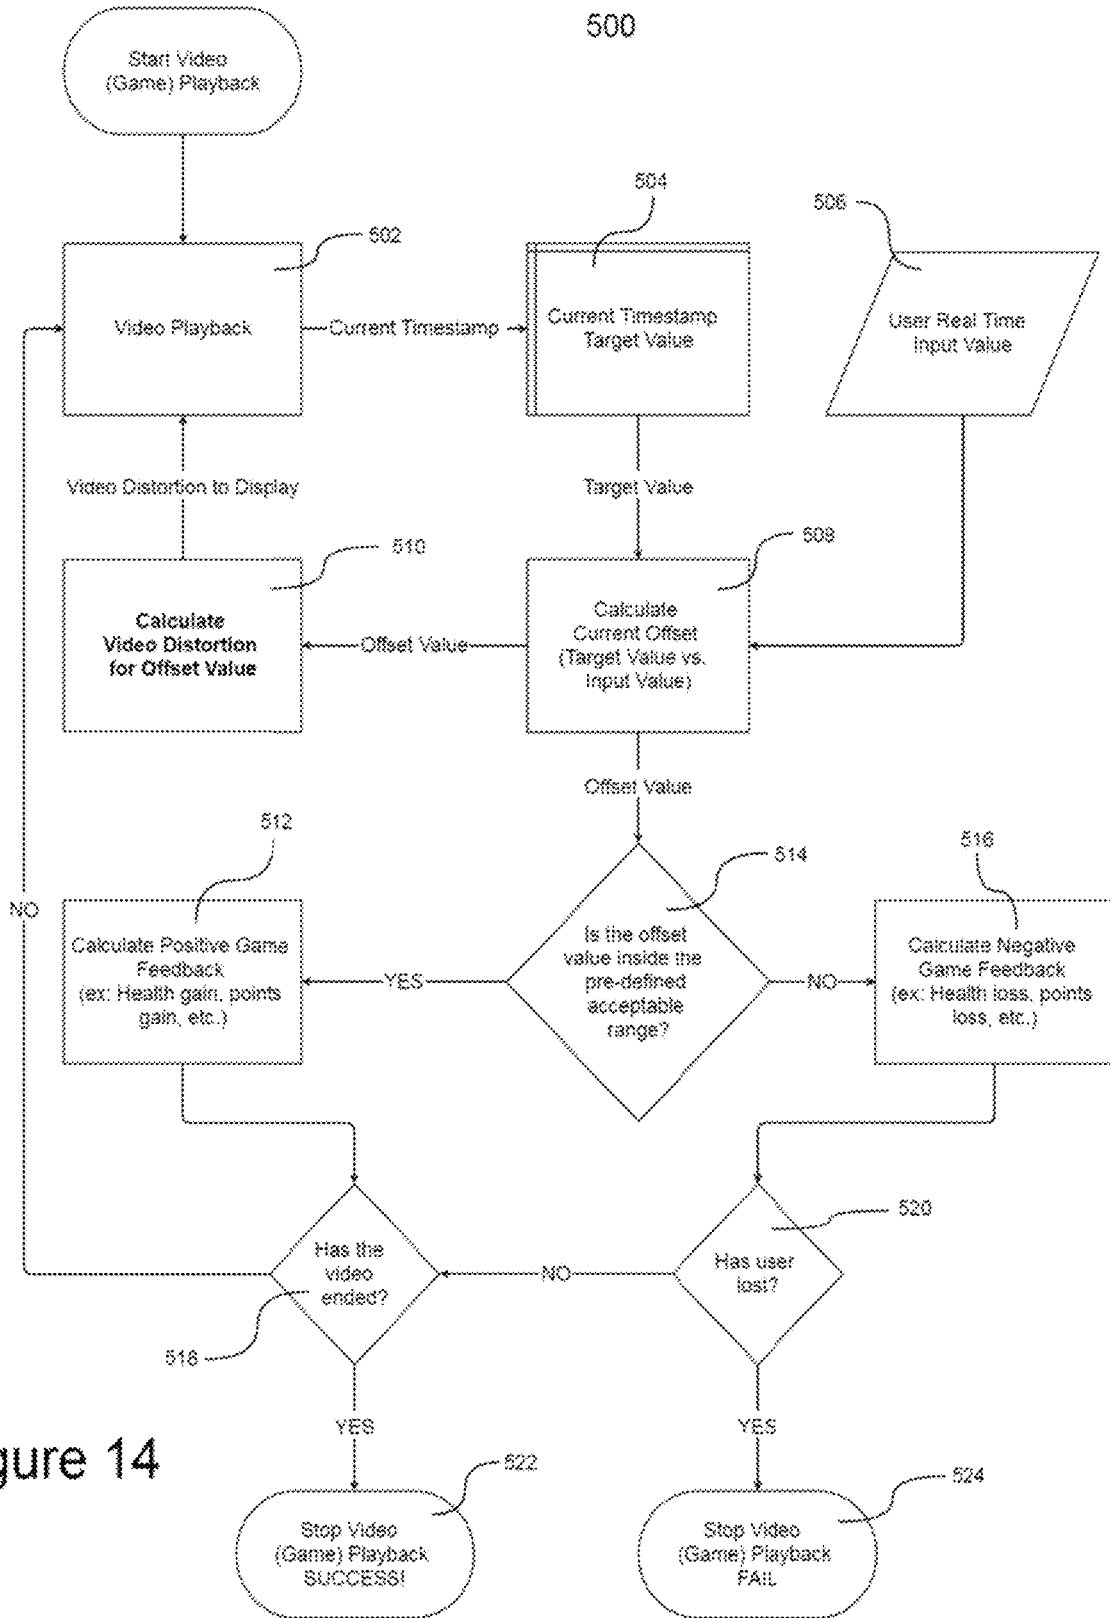 500
Start Video
(Game) Playback
502
504
506
Video Playback
Current Timestamp
Current Timestamp
Target Value
User Real Time
Input Value
Video Distortion to Display
Target Value
510
508
Calculate
Video Distortion
for Offset Value
Offset Value
Calculate
Current Offset
(Target Value vs.
Input Value)
Offset Value
512
514
516
NO
Calculate Positive Game
Feedback
(ex: Health gain, points
gain, etc.)
YES
Is the offset
value inside the
pre-defined
acceptable
range?
NO
Calculate Negative
Game Feedback
(ex: Health loss, points
loss, etc.)
520
Has the
video
ended?
NO
Has user
lost?
518
YES
YES
gure 14
522
524
Stop Video
(Game) Playback
SUCCESS!
Stop Video
(Game) Playback
FAIL